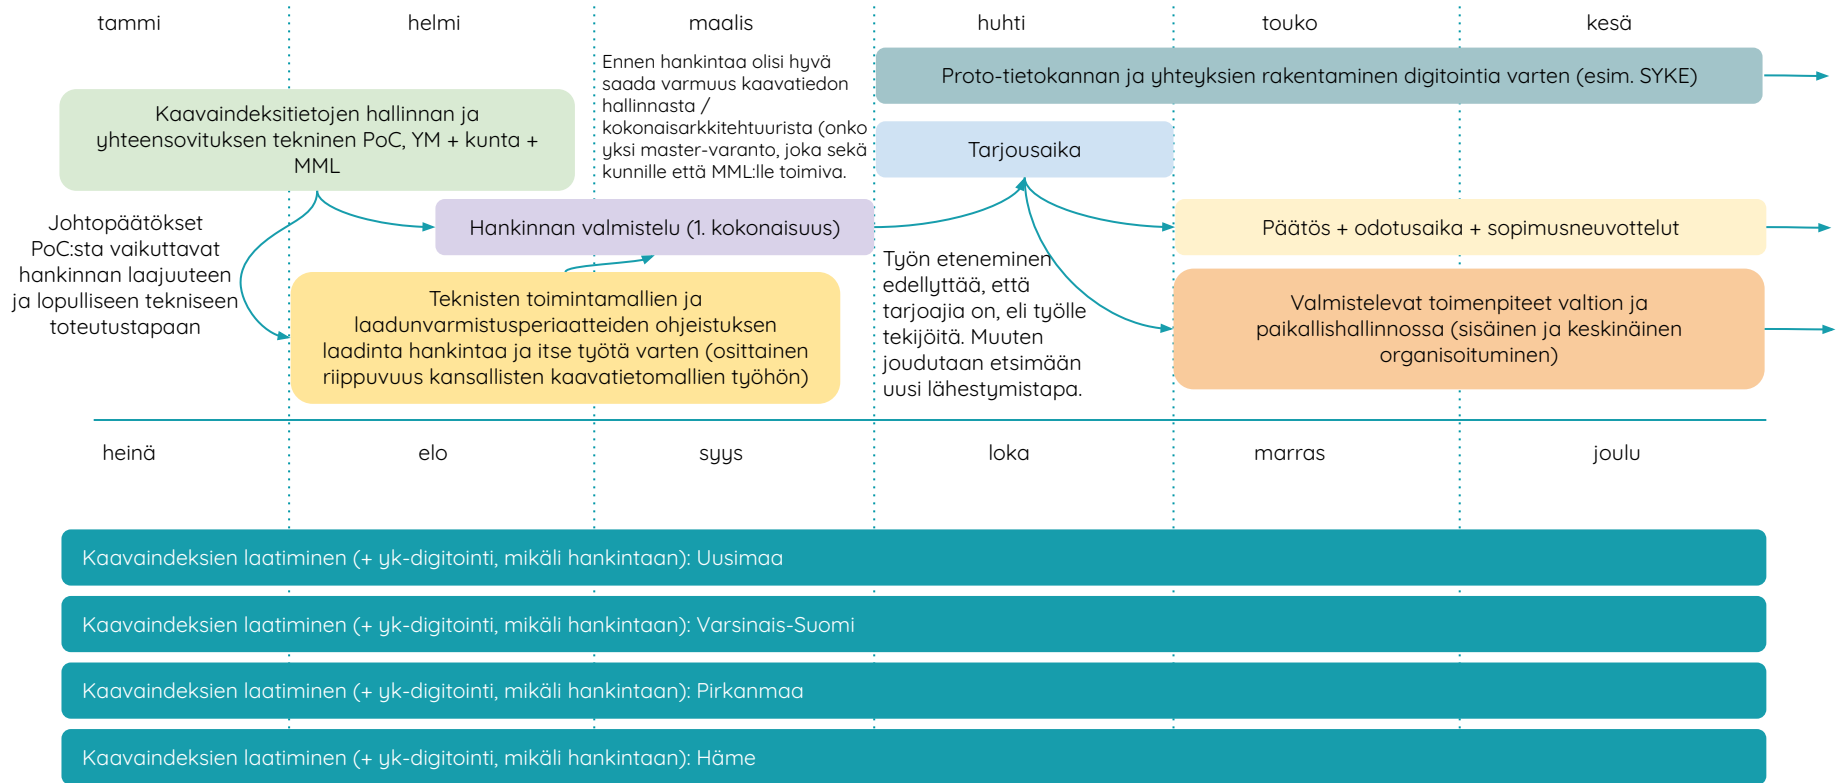 tammi
helmi
maalis
huhti
touko
kesä
Kaavaindeksitietojen hallinnan ja
yhteensovituksen tekninen PoC, YM + kunta +
MML
Ennen hankintaa olisi hyvä
saada varmuus kaavatiedon
hallinnasta /
kokonaisarkkitehtuurista (onko
yksi master-varanto, joka sekä
kunnille että MML:lle toimiva.
Proto-tietokannan ja yhteyksien rakentaminen digitointia varten (esim. SYKE)
Tarjousaika
Johtopäätökset
PoC:sta vaikuttavat
hankinnan laajuuteen
ja lopulliseen tekniseen
toteutustapaan
Hankinnan valmistelu (1. kokonaisuus)
Päätös + odotusaika + sopimusneuvottelut
Teknisten toimintamallien ja
laadunvarmistusperiaatteiden ohjeistuksen
laadinta hankintaa ja itse työtä varten (osittainen
riippuvuus kansallisten kaavatietomallien työhön)
Työn eteneminen
edellyttää, että
tarjoajia on, eli työlle
tekijöitä. Muuten
joudutaan etsimään
uusi lähestymistapa.
Valmistelevat toimenpiteet valtion ja
paikallishallinnossa (sisäinen ja keskinäinen
organisoituminen)
heinä
elo
syys
loka
marras
joulu
Kaavaindeksien laatiminen (+ yk-digitointi, mikäli hankintaan): Uusimaa
Kaavaindeksien laatiminen (+ yk-digitointi, mikäli hankintaan): Varsinais-Suomi
Kaavaindeksien laatiminen (+ yk-digitointi, mikäli hankintaan): Pirkanmaa
Kaavaindeksien laatiminen (+ yk-digitointi, mikäli hankintaan): Häme